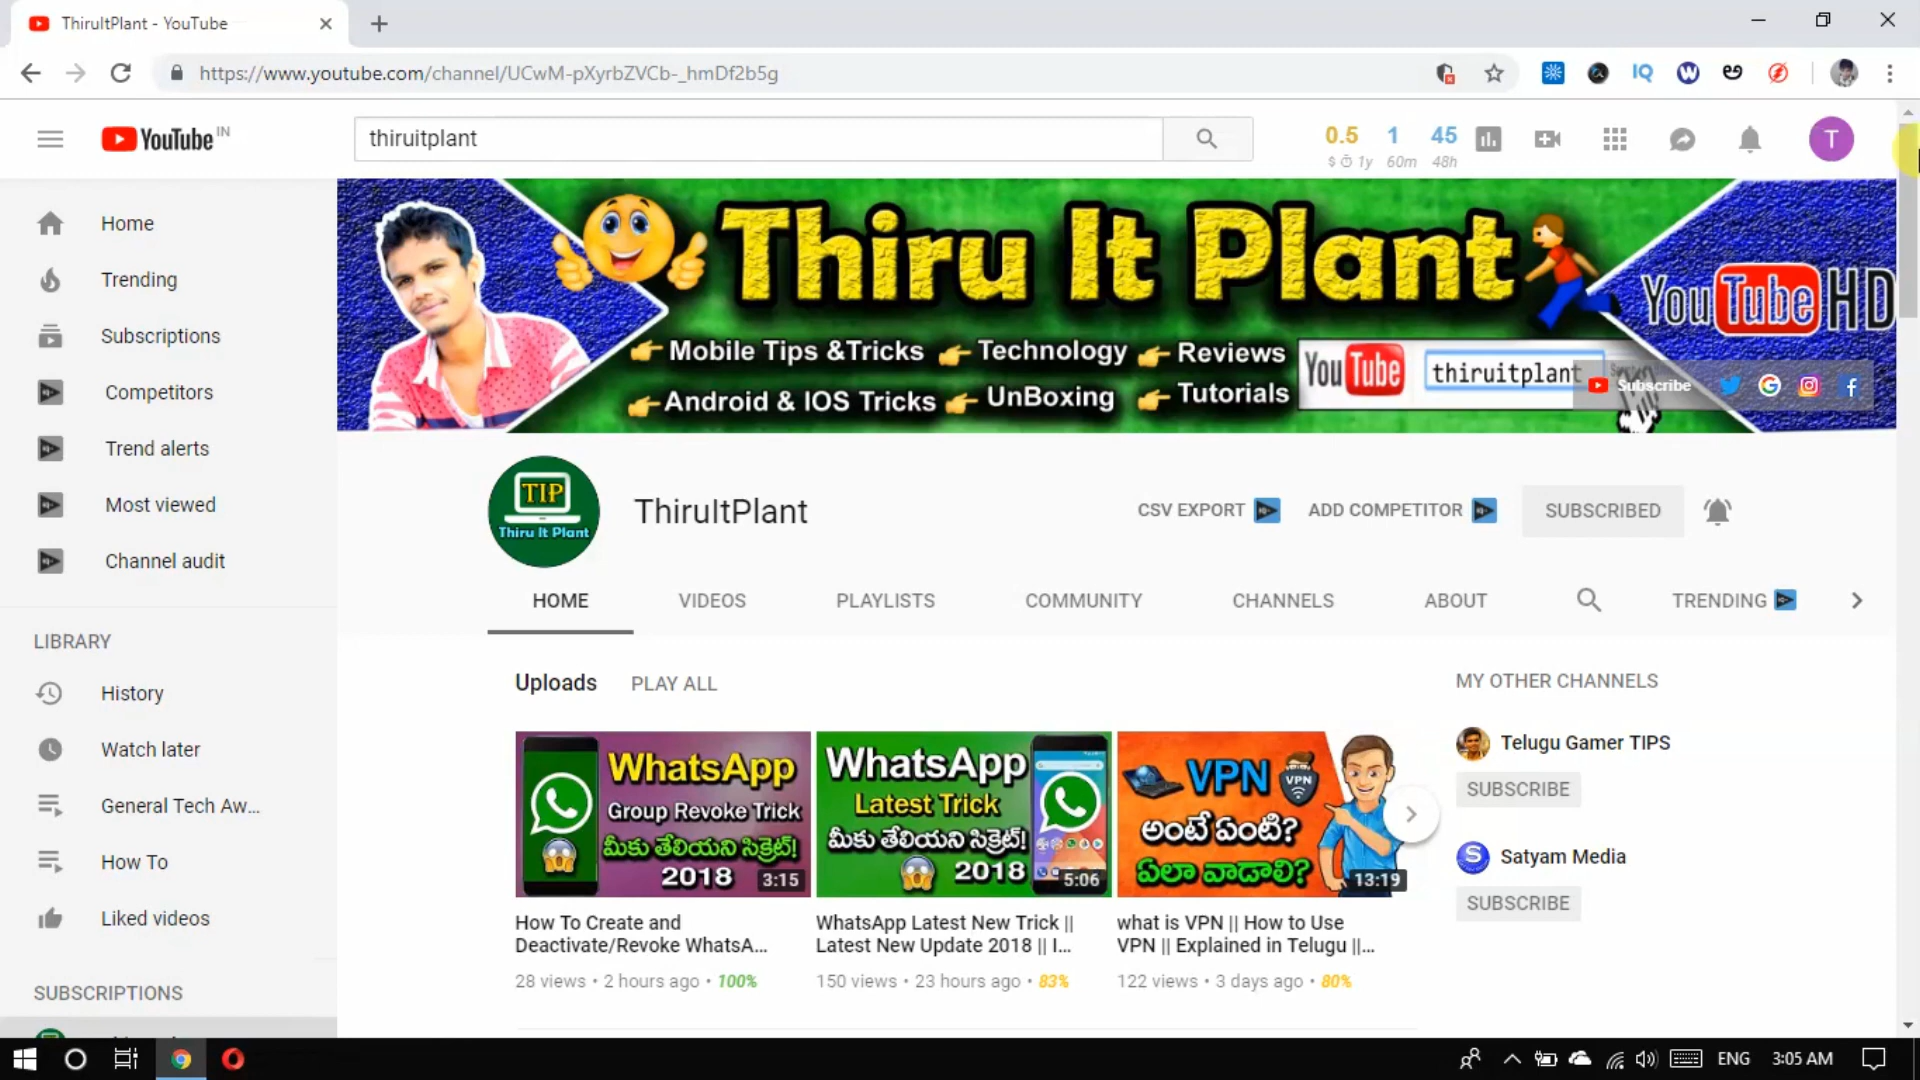 ThiruItPlant - YouTube
https://www.youtube.com/channel/UCwM-pXyrbZVCb-_hmDf2b5g
IQ
W
YouTube IN
thiruitplant
0.5 1 45
$ 1y 60m 48h
T
Home
Trending
Subscriptions
Competitors
Trend alerts
Most viewed
Channel audit
LIBRARY
History
Watch later
General Tech Aw...
How To
Liked videos
SUBSCRIPTIONS
Thiru It Plant
YouTube HD
Mobile Tips &Tricks Technology Reviews
Android & IOS Tricks UnBoxing Tutorials
YouTube thiruitplant
Subscribe
TIP
Thiru It Plant
ThiruItPlant
CSV EXPORT ADD COMPETITOR SUBSCRIBED
HOME VIDEOS PLAYLISTS COMMUNITY CHANNELS ABOUT TRENDING
Uploads PLAY ALL
WhatsApp
Group Revoke Trick
మీకు తేలియని సిక్రెట్!
2018 3:15
How To Create and
Deactivate/Revoke WhatsA...
28 views • 2 hours ago • 100%
WhatsApp
Latest Trick
మీకు తేలియని సిక్రెట్!
2018 5:06
WhatsApp Latest New Trick ||
Latest New Update 2018 || I...
150 views • 23 hours ago • 83%
VPN
VPN
అంటే ఏంటి?
ఏలా వాడాలి?
13:19
what is VPN || How to Use
VPN || Explained in Telugu ||...
122 views • 3 days ago • 80%
MY OTHER CHANNELS
Telugu Gamer TIPS
SUBSCRIBE
S
Satyam Media
SUBSCRIBE
ENG 3:05 AM